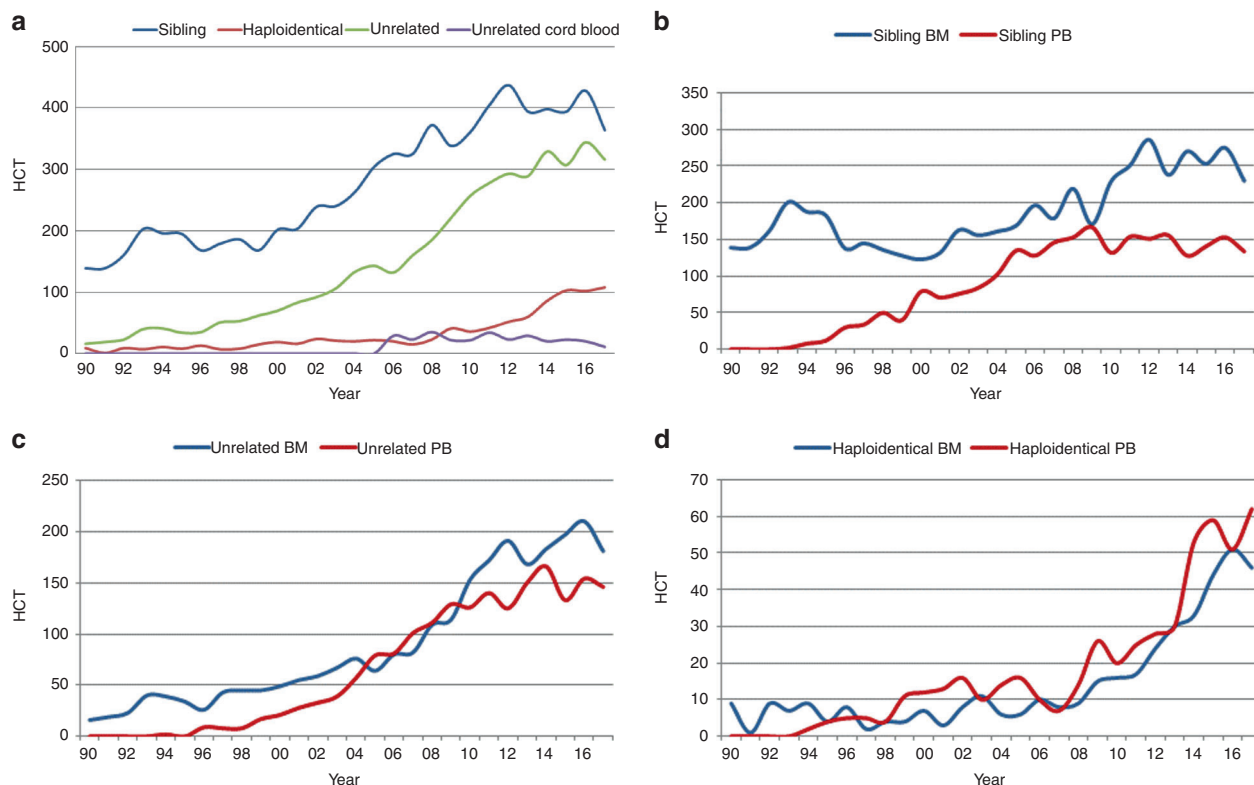 a
Sibling Haploidentical Unrelated Unrelated cord blood
500
400
300
200
100
0
HCT
90 92 94 96 98 00 02 04 06 08 10 12 14 16
Year
b
Sibling BM Sibling PB
350
300
250
200
150
100
50
0
HCT
90 92 94 96 98 00 02 04 06 08 10 12 14 16
Year
c
Unrelated BM Unrelated PB
250
200
150
100
50
0
HCT
90 92 94 96 98 00 02 04 06 08 10 12 14 16
Year
d
Haploidentical BM Haploidentical PB
70
60
50
40
30
20
10
0
HCT
90 92 94 96 98 00 02 04 06 08 10 12 14 16
Year